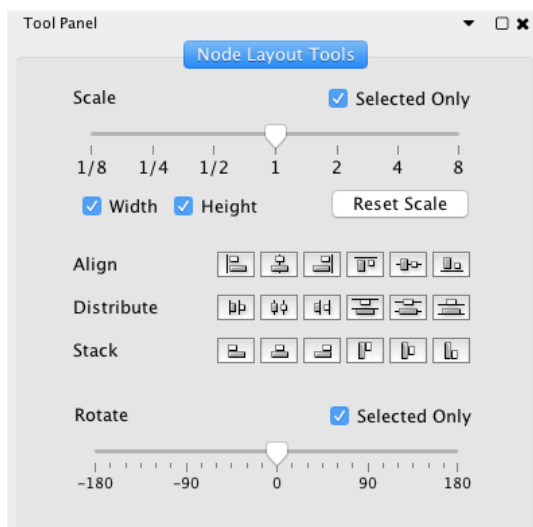 Tool Panel
Node Layout Tools
Scale Selected Only
1/8 1/4 1/2 1 2 4 8
Width Height Reset Scale
Align
Distribute
Stack
Rotate Selected Only
-180 -90 0 90 180